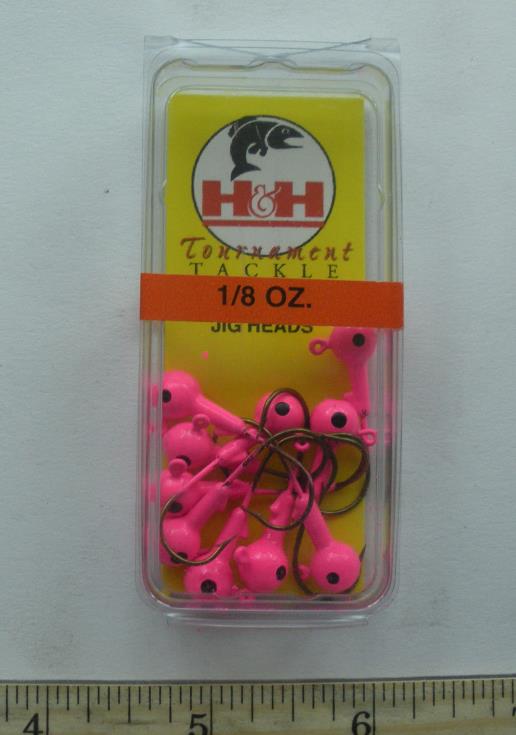 H&H
Tournament
TACKLE
1/8 OZ.
JIG HEADS
4 5 6